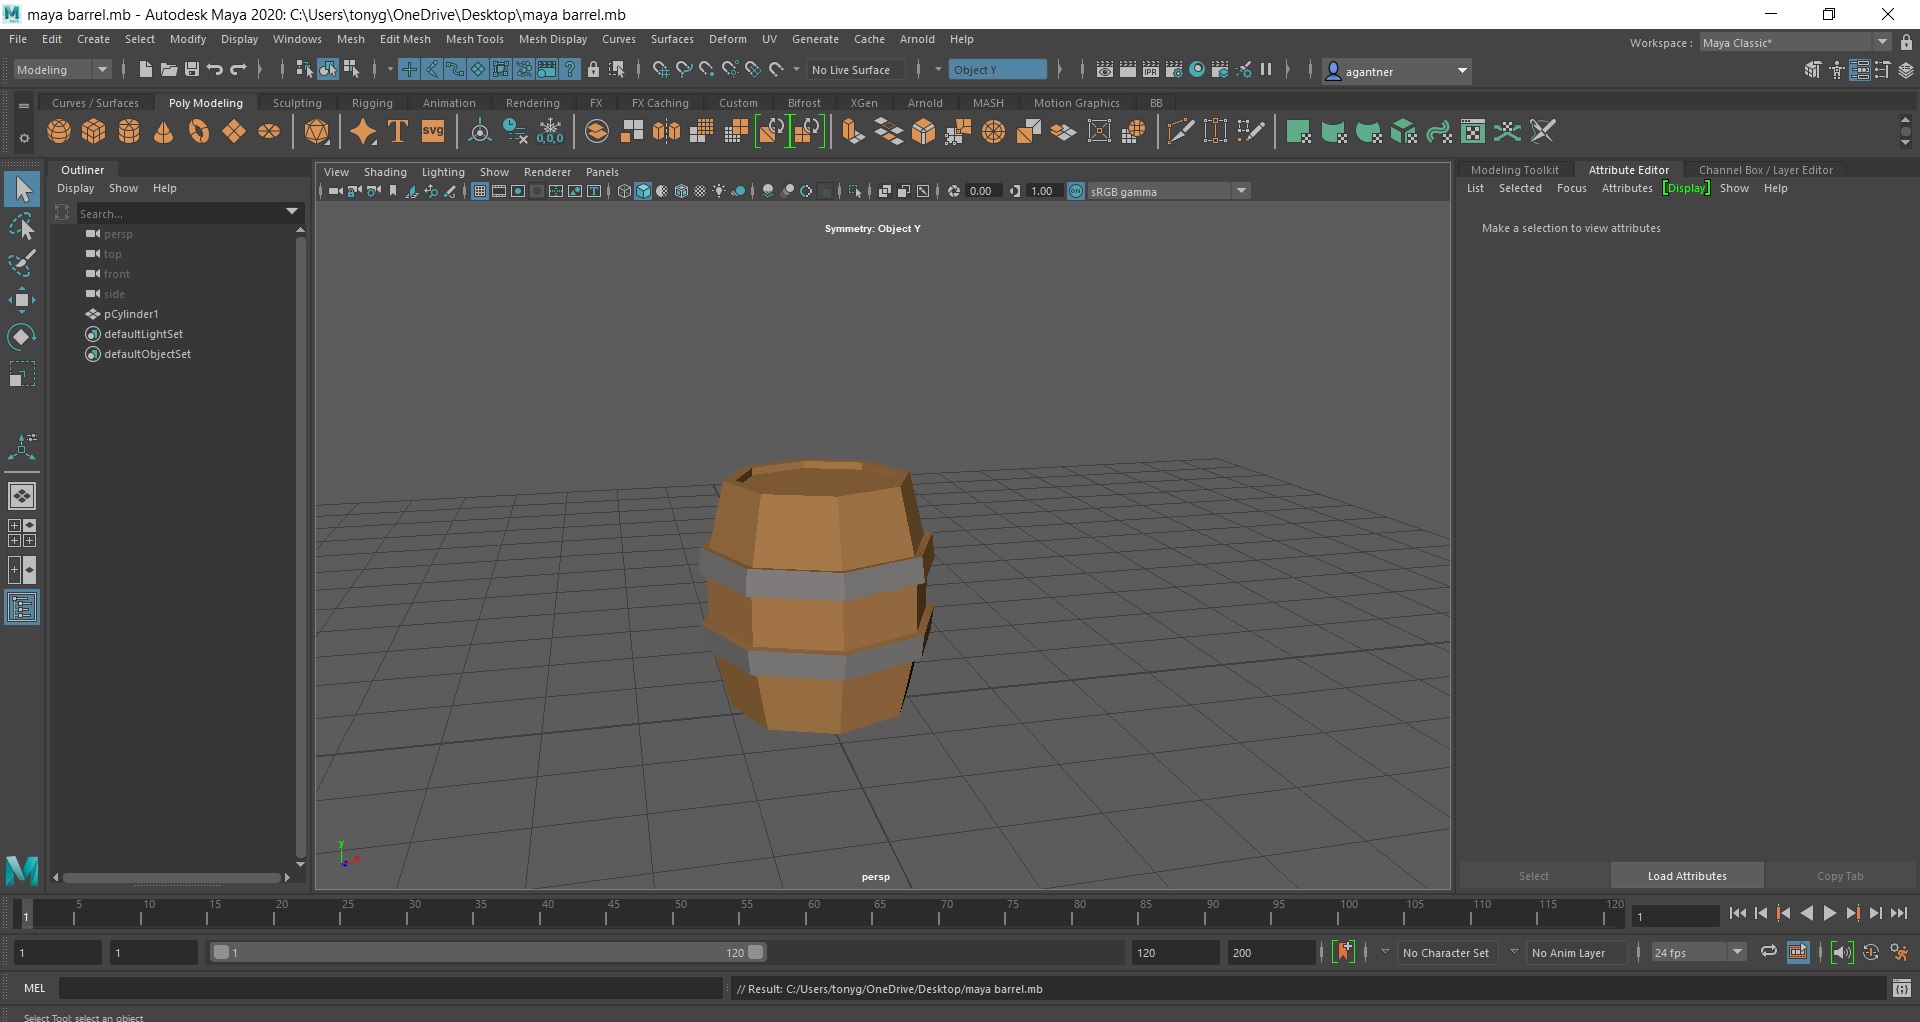 maya barrel.mb - Autodesk Maya 2020: C:\Users\tonyg\OneDrive\Desktop\maya barrel.mb
File Edit Create Select Modify Display Windows Mesh Edit Mesh Mesh Tools Mesh Display Curves Surfaces Deform UV Generate Cache Arnold Help
Workspace : Maya Classic*
Modeling No Live Surface Object Y agantner
Curves / Surfaces Poly Modeling Sculpting Rigging Animation Rendering FX FX Caching Custom Bifrost XGen Arnold MASH Motion Graphics BB
T svg 0,0,0
Outliner
Display Show Help
Search...
persp
top
front
side
pCylinder1
defaultLightSet
defaultObjectSet
View Shading Lighting Show Renderer Panels
0.00 1.00 ON sRGB gamma
Symmetry: Object Y
y
x
z
persp
Modeling Toolkit Attribute Editor Channel Box / Layer Editor
List Selected Focus Attributes Display Show Help
Make a selection to view attributes
Select Load Attributes Copy Tab
1 5 10 15 20 25 30 35 40 45 50 55 60 65 70 75 80 85 90 95 100 105 110 115 120 1
1 1 1 120 120 200 No Character Set No Anim Layer 24 fps
MEL // Result: C:/Users/tonyg/OneDrive/Desktop/maya barrel.mb
Select Tool: select an object